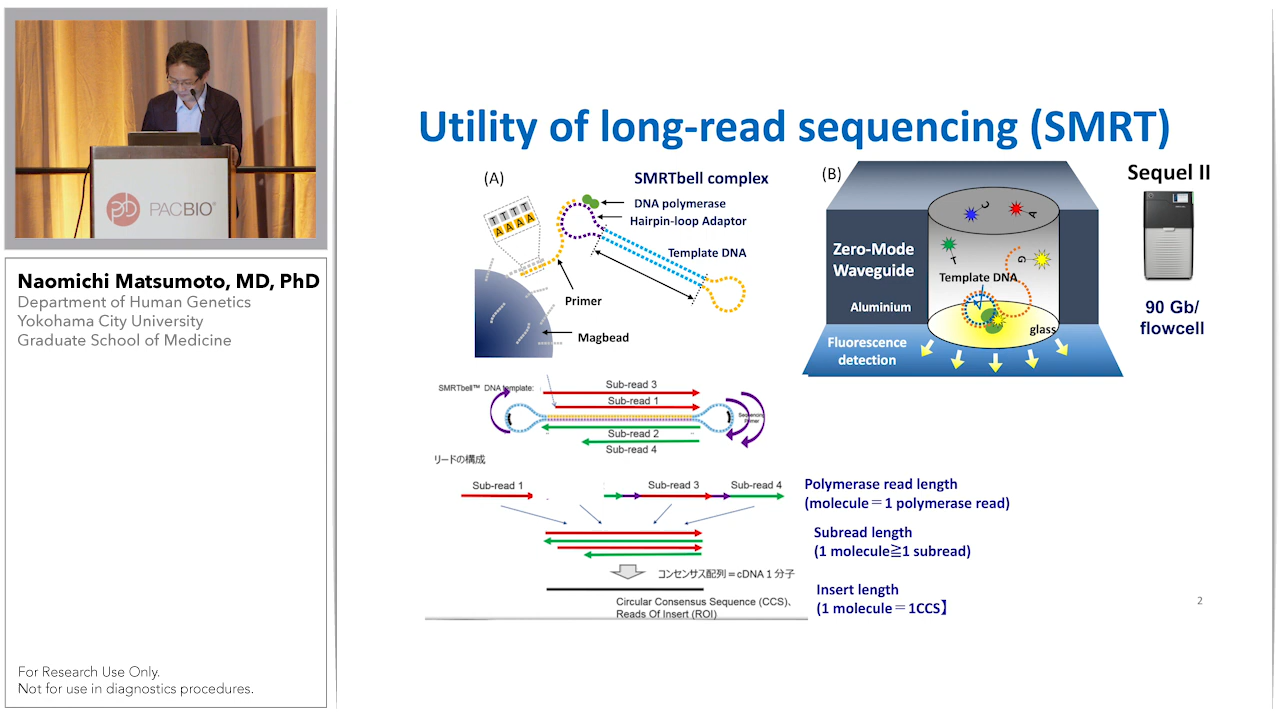 PACBIO
Naomichi Matsumoto, MD, PhD
Department of Human Genetics
Yokohama City University
Graduate School of Medicine
For Research Use Only.
Not for use in diagnostics procedures.
Utility of long-read sequencing (SMRT)
(A)
SMRTbell complex
DNA polymerase
Hairpin-loop Adaptor
TTTT
AAAA
Template DNA
Primer
Magbead
(B)
C
A
T
G
Zero-Mode
Waveguide
Template DNA
Aluminium
glass
Fluorescence
detection
Sequel II
90 Gb/
flowcell
SMRTbell™ DNA template:
Sub-read 3
Sub-read 1
Sequencing
Primer
Sub-read 2
Sub-read 4
リードの構成
Sub-read 1
Sub-read 3
Sub-read 4
Polymerase read length
(molecule＝1 polymerase read)
Subread length
(1 molecule≧1 subread)
コンセンサス配列＝cDNA 1 分子
Insert length
(1 molecule＝1CCS】
Circular Consensus Sequence (CCS)、
Reads Of Insert (ROI)
2